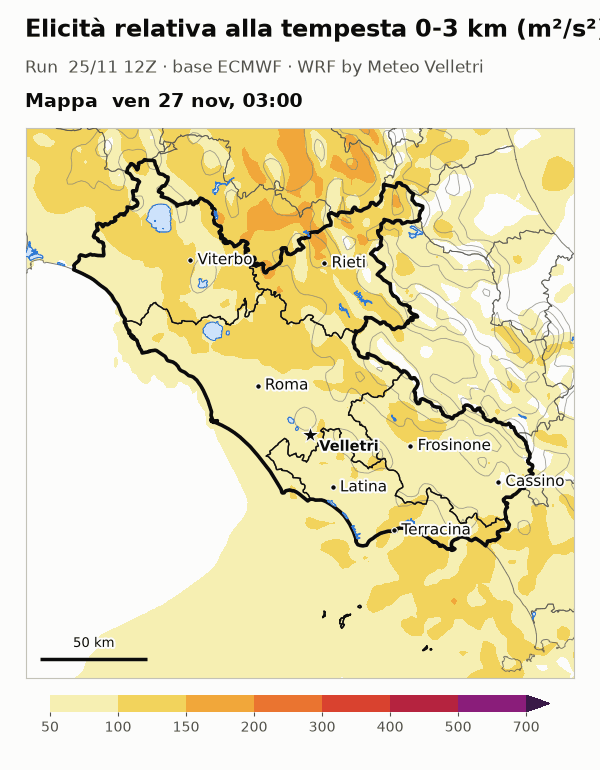 Elicità relativa alla tempesta 0-3 km (m²/s²)
Run  25/11 12Z · base ECMWF · WRF by Meteo Velletri
Mappa  ven 27 nov, 03:00
Viterbo
Rieti
Roma
Velletri
Frosinone
Cassino
Latina
Terracina
50 km
50 100 150 200 300 400 500 700